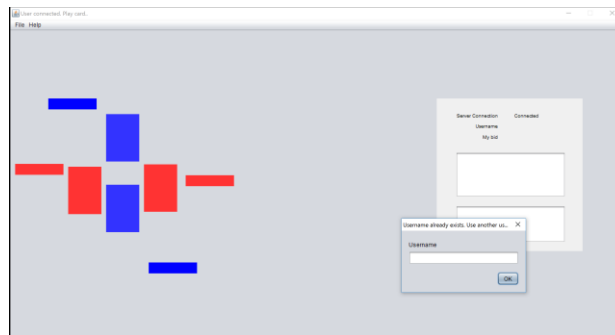 User connected. Play card.
File Help
Server Connection Connected
Username
My bid
Username already exists. Use another us...
Username
OK